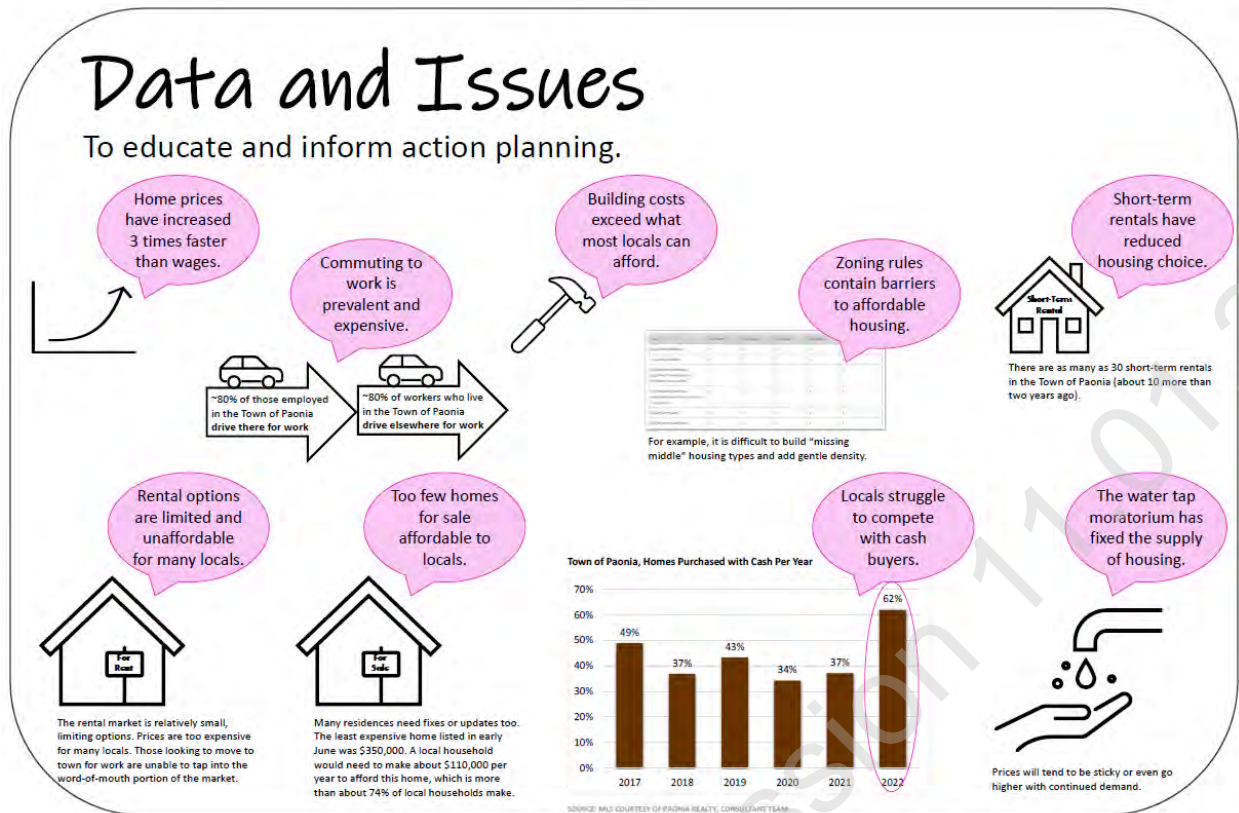 Data and Issues
To educate and inform action planning.
Home prices
have increased
3 times faster
than wages.
Commuting to
work is
prevalent and
expensive.
~80% of those employed
in the Town of Paonia
drive there for work
~80% of workers who live
in the Town of Paonia
drive elsewhere for work
Building costs
exceed what
most locals can
afford.
Zoning rules
contain barriers
to affordable
housing.
For example, it is difficult to build "missing
middle" housing types and add gentle density.
Short-term
rentals have
reduced
housing choice.
Short-Term
Rental
There are as many as 30 short-term rentals
in the Town of Paonia (about 10 more than
two years ago).
Rental options
are limited and
unaffordable
for many locals.
For
Rent
The rental market is relatively small,
limiting options. Prices are too expensive
for many locals. Those looking to move to
town for work are unable to tap into the
word-of-mouth portion of the market.
Too few homes
for sale
affordable to
locals.
For
Sale
Many residences need fixes or updates too.
The least expensive home listed in early
June was $350,000. A local household
would need to make about $110,000 per
year to afford this home, which is more
than about 74% of local households make.
Locals struggle
to compete
with cash
buyers.
Town of Paonia, Homes Purchased with Cash Per Year
70%
60%
50%
40%
30%
20%
10%
0%
49%
37%
43%
34%
37%
62%
2017
2018
2019
2020
2021
2022
SOURCE: MLS COURTESY OF PAONIA REALTY, CONSULTANT TEAM
The water tap
moratorium has
fixed the supply
of housing.
Prices will tend to be sticky or even go
higher with continued demand.
ssion 11.01.2